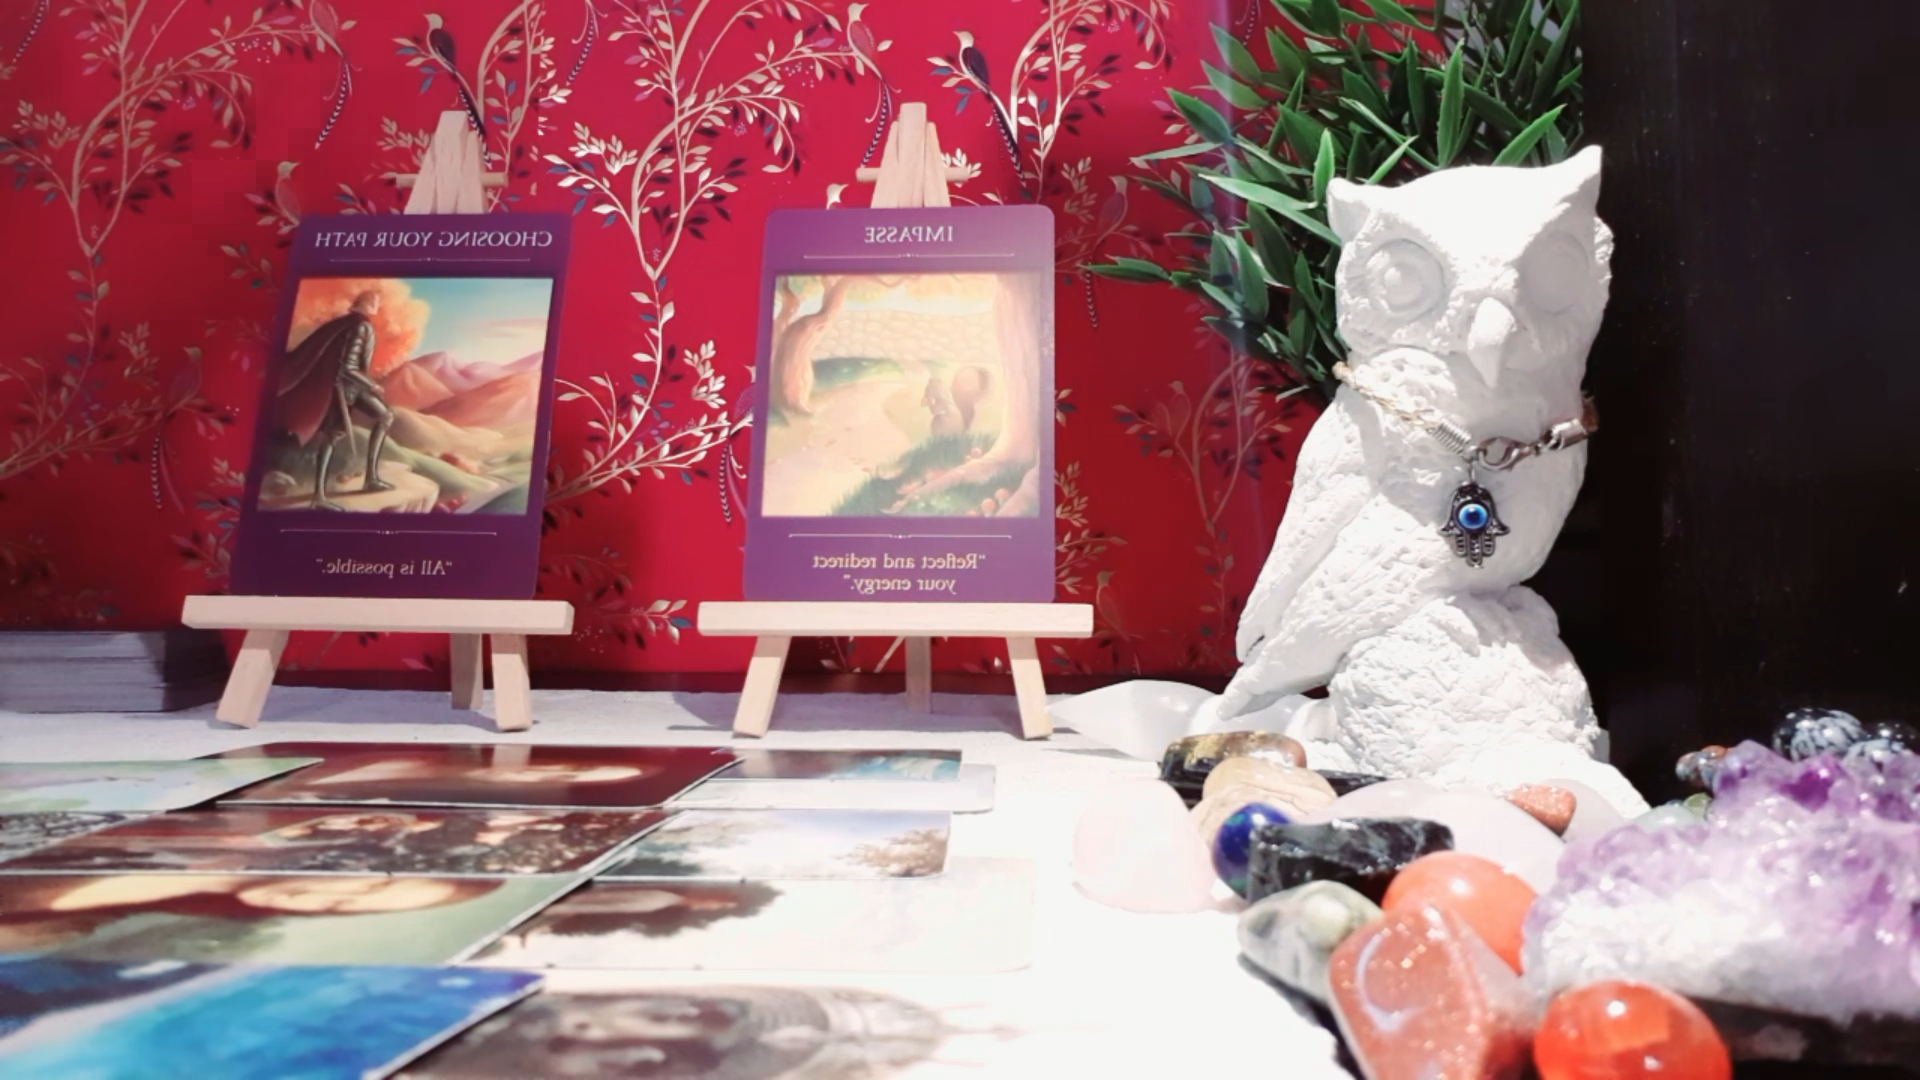 CHOOSING YOUR PATH
"All is possible."
IMPASSE
"Reflect and redirect
your energy."